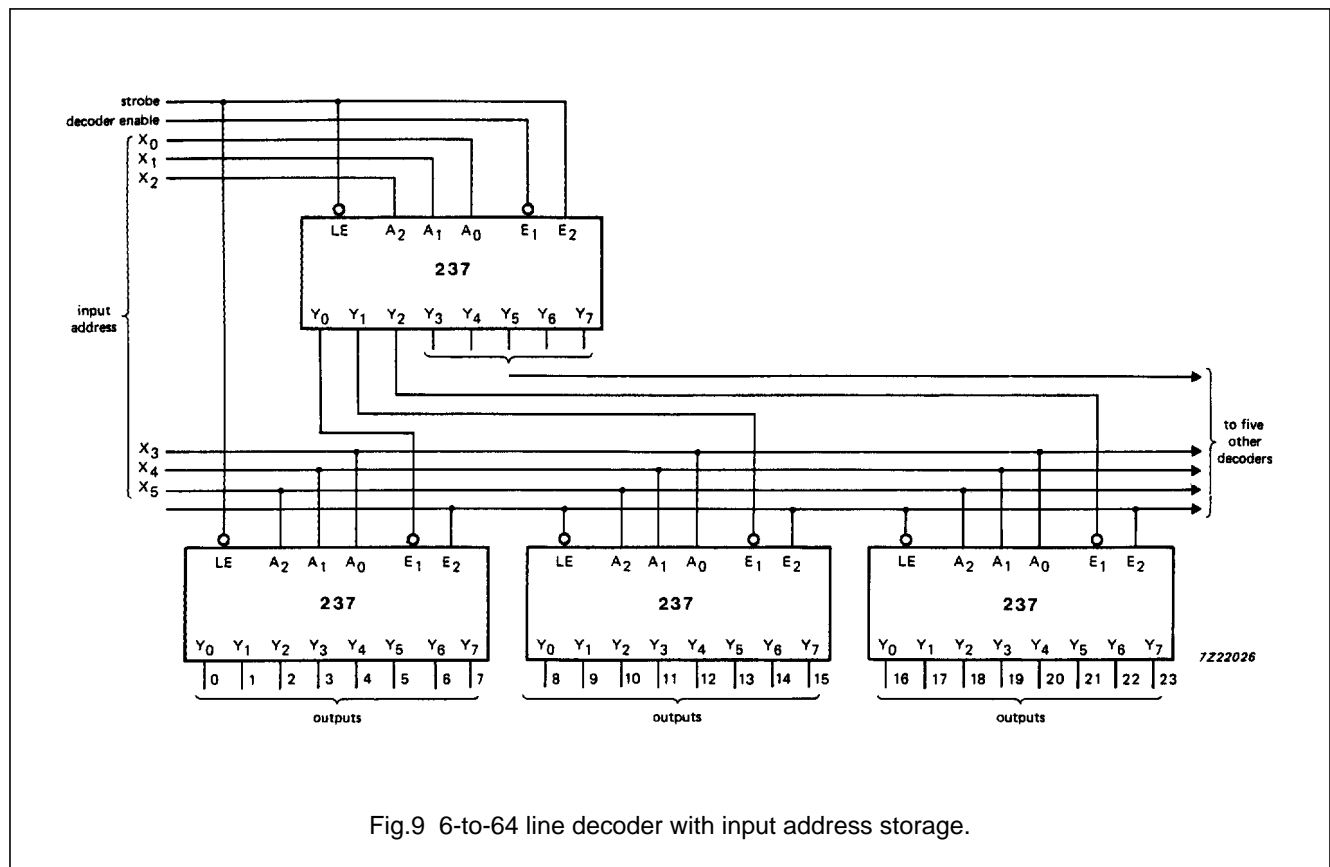 strobe
decoder enable
X0
X1
X2
input
address
LE A2 A1 A0 E1 E2
237
Y0 Y1 Y2 Y3 Y4 Y5 Y6 Y7
X3
X4
X5
to five
other
decoders
LE A2 A1 A0 E1 E2
237
Y0 Y1 Y2 Y3 Y4 Y5 Y6 Y7
0 1 2 3 4 5 6 7
outputs
LE A2 A1 A0 E1 E2
237
Y0 Y1 Y2 Y3 Y4 Y5 Y6 Y7
8 9 10 11 12 13 14 15
outputs
LE A2 A1 A0 E1 E2
237
Y0 Y1 Y2 Y3 Y4 Y5 Y6 Y7
16 17 18 19 20 21 22 23
outputs
7Z22026
Fig.9 6-to-64 line decoder with input address storage.